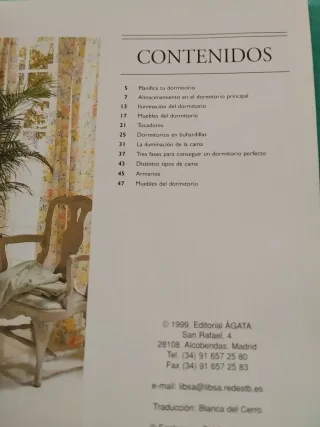 CONTENIDOS
5 Planifica tu dormitorio
7 Almacenamiento en el dormitorio principal
13 Iluminación del dormitorio
17 Muebles del dormitorio
21 Tocadores
25 Dormitorios en buhardillas
31 La iluminación de la cama
37 Tres fases para conseguir un dormitorio perfecto
43 Distintos tipos de cama
45 Armarios
47 Muebles del dormitorio
© 1999, Editorial ÁGATA
San Rafael, 4
28108. Alcobendas, Madrid
Tel. (34) 91 657 25 80
Fax (34) 91 657 25 83
e-mail: libsa@libsa.redestb.es
Traducción: Blanca del Cerro